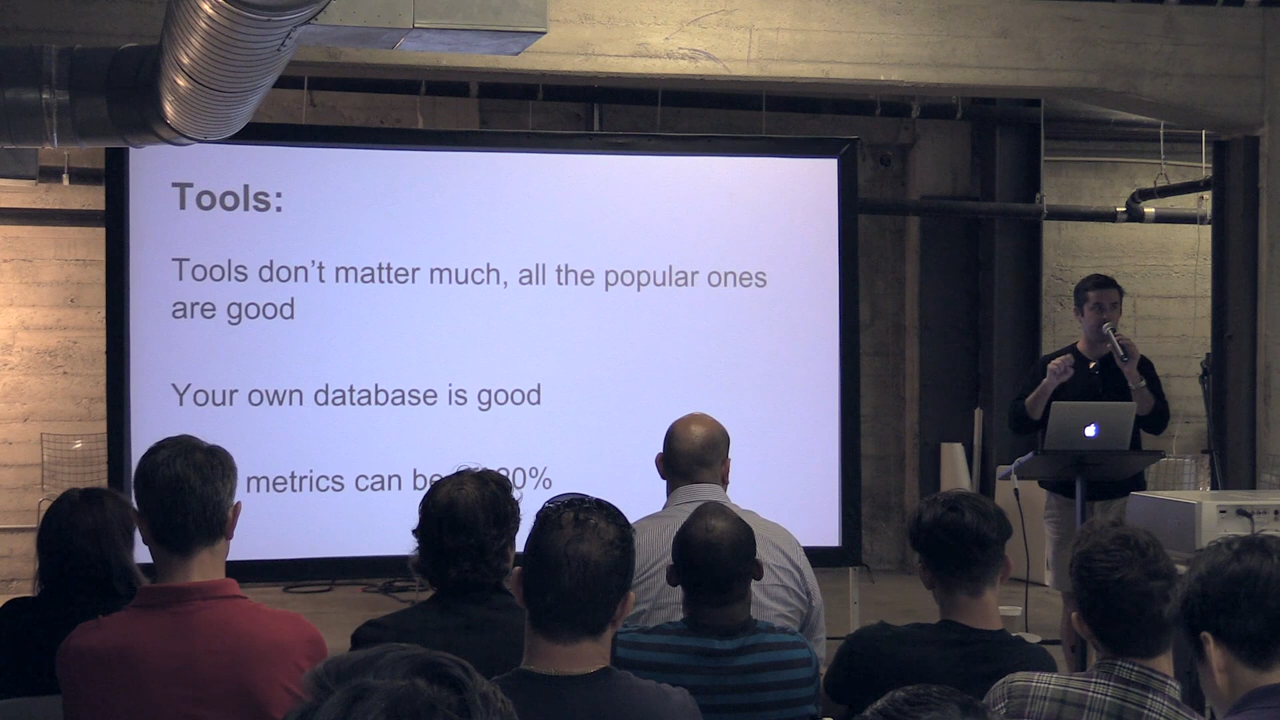 Tools:
Tools don't matter much, all the popular ones
are good
Your own database is good
metrics can be 20%